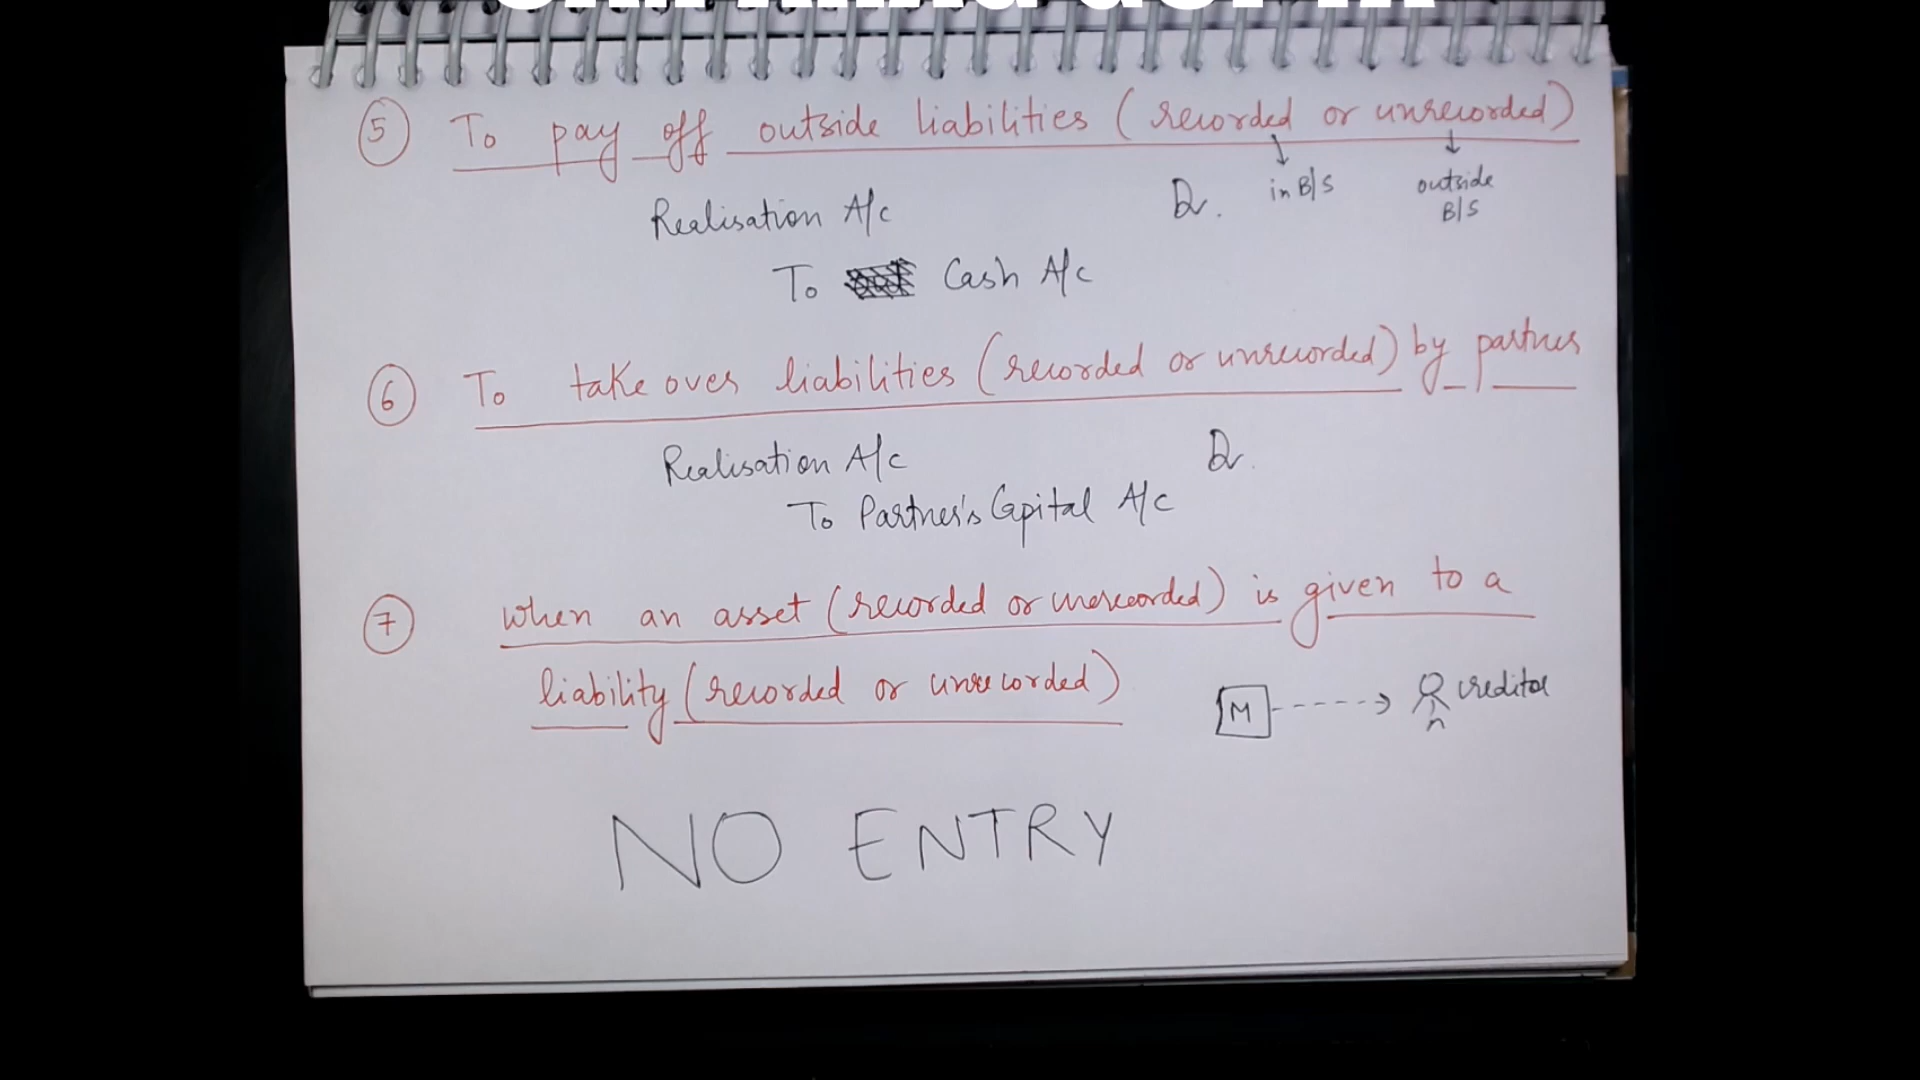 5 To pay off outside liabilities (recorded or unrecorded)
in B/S
outside B/S
Realisation A/c Dr.
To Cash A/c
6 To take over liabilities (recorded or unrecorded) by partner
Realisation A/c Dr.
To Partner's Capital A/c
7 When an asset (recorded or unrecorded) is given to a
liability (recorded or unrecorded)
M creditor
NO ENTRY